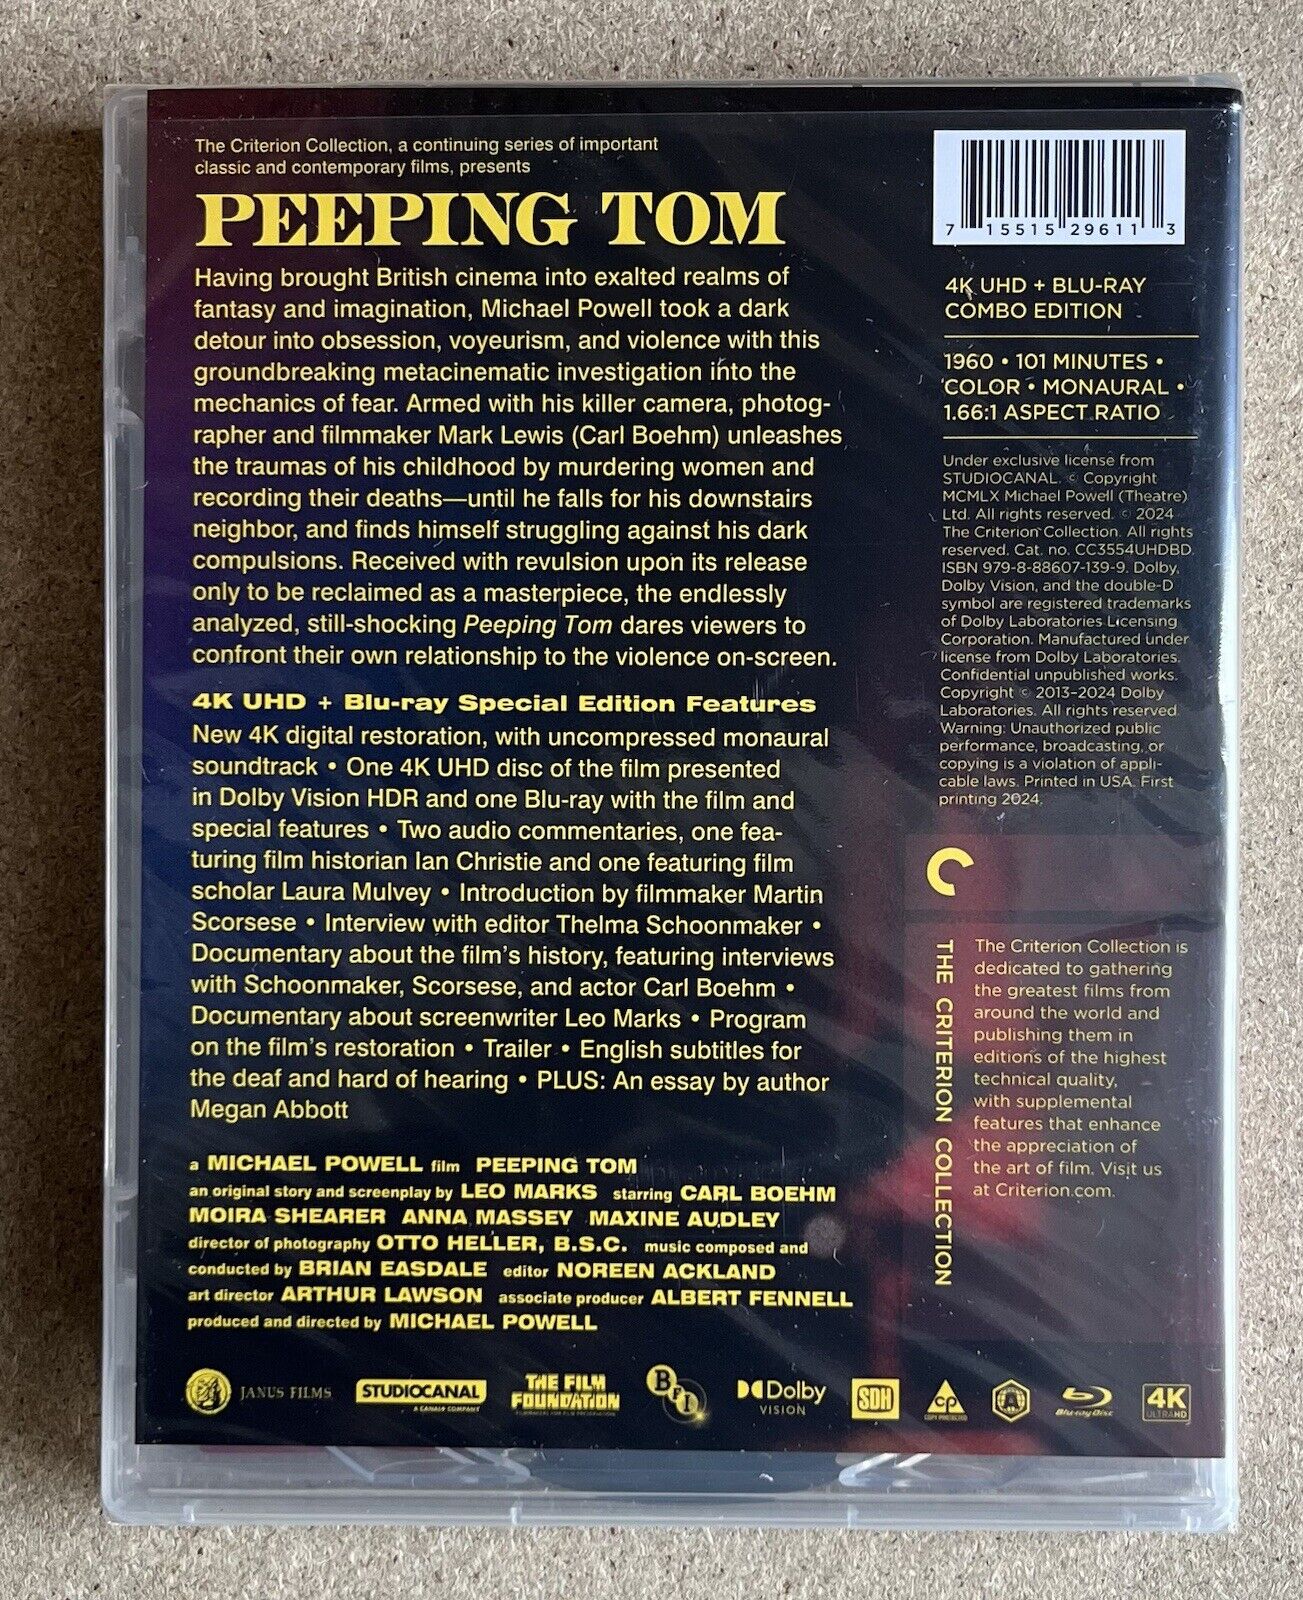 The Criterion Collection, a continuing series of important
classic and contemporary films, presents
PEEPING TOM
Having brought British cinema into exalted realms of
fantasy and imagination, Michael Powell took a dark
detour into obsession, voyeurism, and violence with this
groundbreaking metacinematic investigation into the
mechanics of fear. Armed with his killer camera, photog-
rapher and filmmaker Mark Lewis (Carl Boehm) unleashes
the traumas of his childhood by murdering women and
recording their deaths—until he falls for his downstairs
neighbor, and finds himself struggling against his dark
compulsions. Received with revulsion upon its release
only to be reclaimed as a masterpiece, the endlessly
analyzed, still-shocking Peeping Tom dares viewers to
confront their own relationship to the violence on-screen.
4K UHD + Blu-ray Special Edition Features
New 4K digital restoration, with uncompressed monaural
soundtrack • One 4K UHD disc of the film presented
in Dolby Vision HDR and one Blu-ray with the film and
special features • Two audio commentaries, one fea-
turing film historian Ian Christie and one featuring film
scholar Laura Mulvey • Introduction by filmmaker Martin
Scorsese • Interview with editor Thelma Schoonmaker •
Documentary about the film's history, featuring interviews
with Schoonmaker, Scorsese, and actor Carl Boehm •
Documentary about screenwriter Leo Marks • Program
on the film's restoration • Trailer • English subtitles for
the deaf and hard of hearing • PLUS: An essay by author
Megan Abbott
a MICHAEL POWELL film PEEPING TOM
an original story and screenplay by LEO MARKS starring CARL BOEHM
MOIRA SHEARER ANNA MASSEY MAXINE AUDLEY
director of photography OTTO HELLER, B.S.C. music composed and
conducted by BRIAN EASDALE editor NOREEN ACKLAND
art director ARTHUR LAWSON associate producer ALBERT FENNELL
produced and directed by MICHAEL POWELL
7 15515 29611 3
4K UHD + BLU-RAY
COMBO EDITION
1960 • 101 MINUTES •
COLOR • MONAURAL •
1.66:1 ASPECT RATIO
Under exclusive license from
STUDIOCANAL. © Copyright
MCMLX Michael Powell (Theatre)
Ltd. All rights reserved. © 2024
The Criterion Collection. All rights
reserved. Cat. no. CC3554UHDBD.
ISBN 979-8-88607-139-9. Dolby,
Dolby Vision, and the double-D
symbol are registered trademarks
of Dolby Laboratories Licensing
Corporation. Manufactured under
license from Dolby Laboratories.
Confidential unpublished works.
Copyright © 2013–2024 Dolby
Laboratories. All rights reserved.
Warning: Unauthorized public
performance, broadcasting, or
copying is a violation of appli-
cable laws. Printed in USA. First
printing 2024.
THE CRITERION COLLECTION
The Criterion Collection is
dedicated to gathering
the greatest films from
around the world and
publishing them in
editions of the highest
technical quality,
with supplemental
features that enhance
the appreciation of
the art of film. Visit us
at Criterion.com.
JANUS FILMS
STUDIOCANAL
A CANAL+ COMPANY
THE FILM
FOUNDATION
BFI
Dolby
VISION
SDH
CP
COPY PROTECTED
A
Blu-ray Disc
4K
ULTRA HD